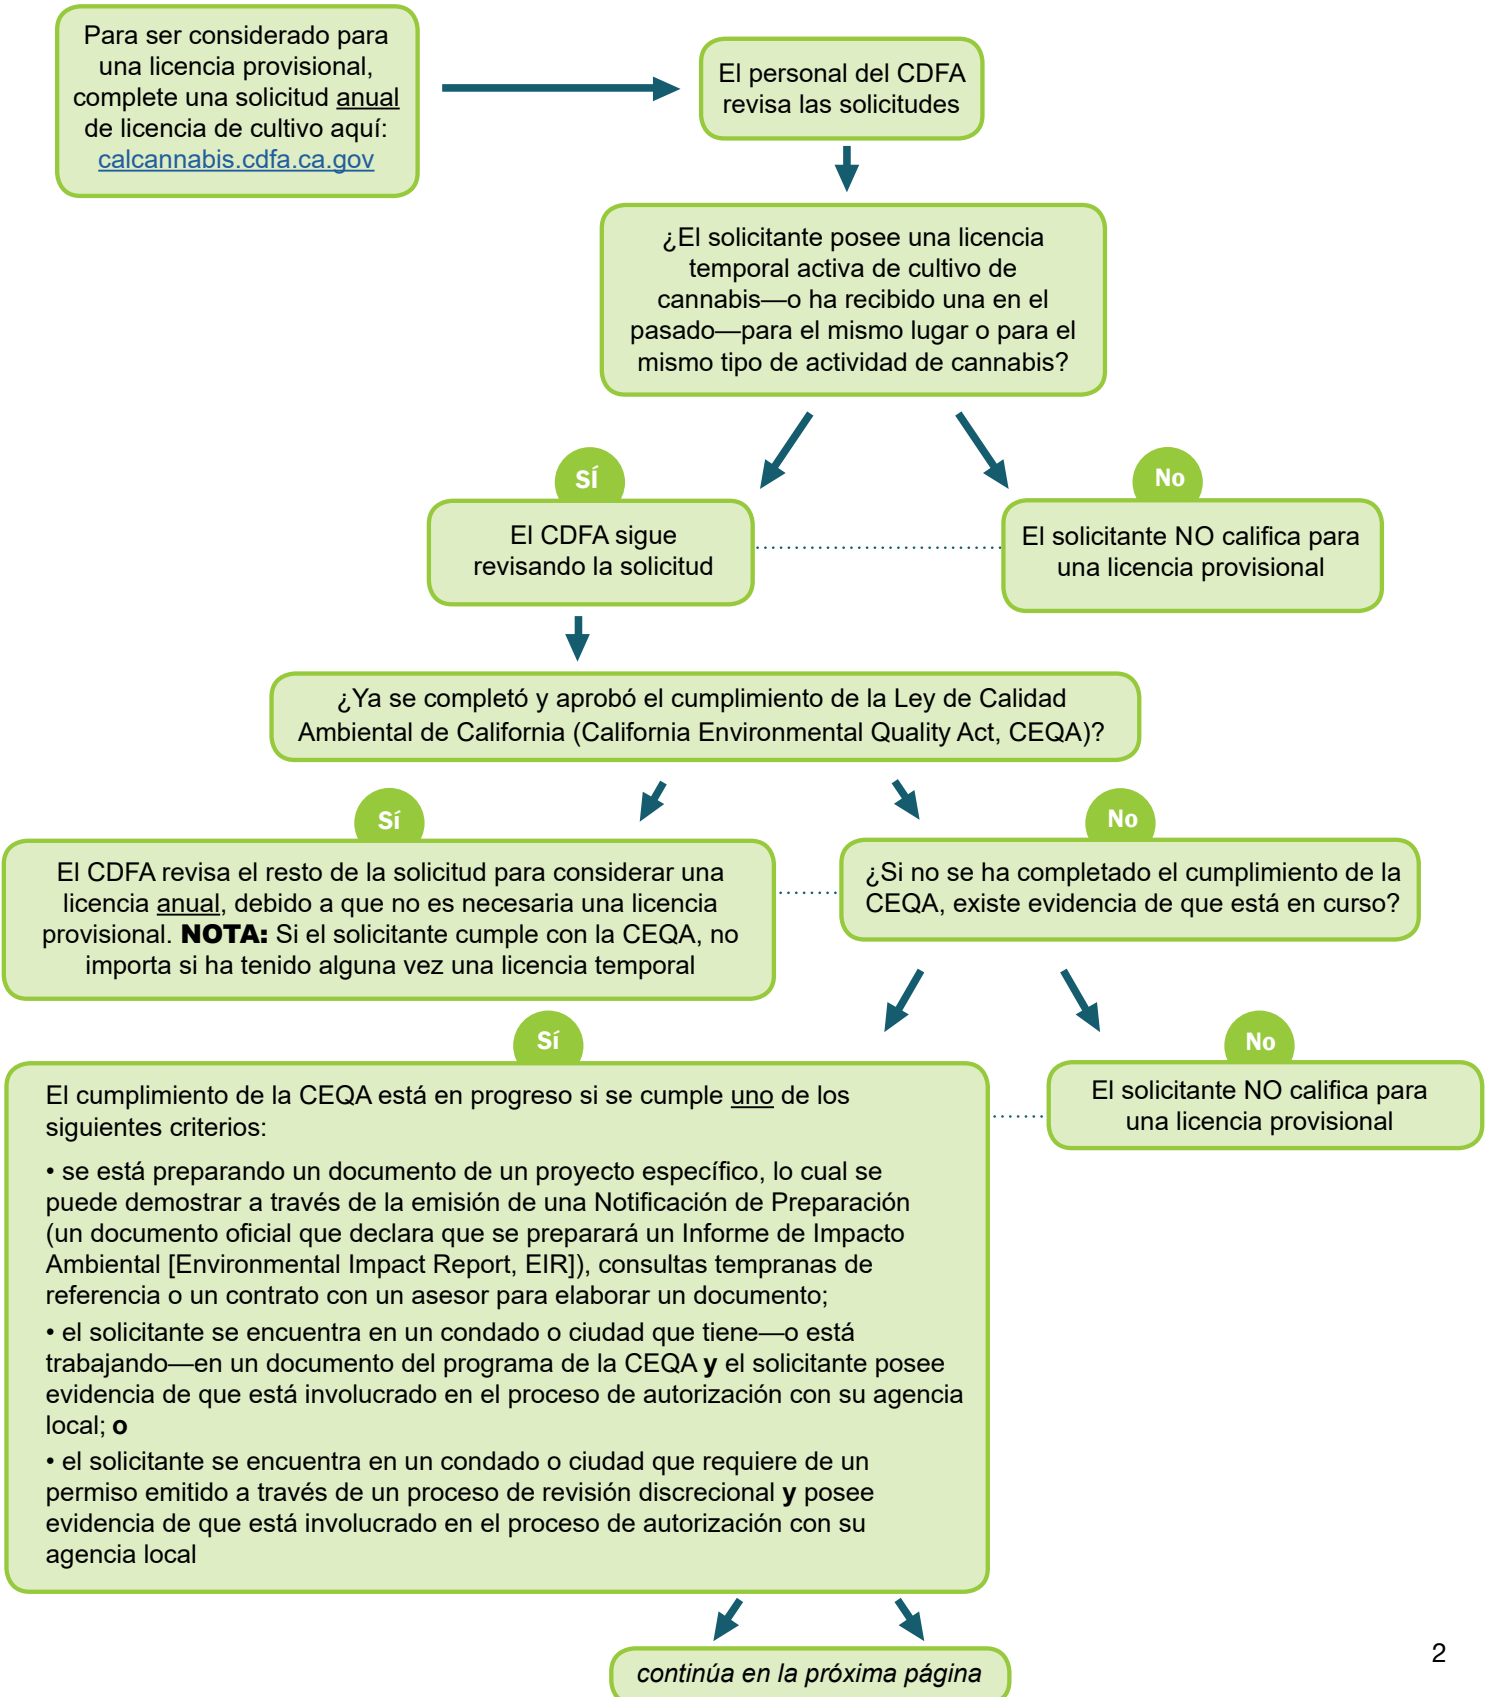 Para ser considerado para
una licencia provisional,
complete una solicitud anual
de licencia de cultivo aquí:
calcannabis.cdfa.ca.gov
El personal del CDFA
revisa las solicitudes
¿El solicitante posee una licencia
temporal activa de cultivo de
cannabis—o ha recibido una en el
pasado—para el mismo lugar o para el
mismo tipo de actividad de cannabis?
SÍ
El CDFA sigue
revisando la solicitud
No
El solicitante NO califica para
una licencia provisional
¿Ya se completó y aprobó el cumplimiento de la Ley de Calidad
Ambiental de California (California Environmental Quality Act, CEQA)?
Sí
El CDFA revisa el resto de la solicitud para considerar una
licencia anual, debido a que no es necesaria una licencia
provisional. NOTA: Si el solicitante cumple con la CEQA, no
importa si ha tenido alguna vez una licencia temporal
No
¿Si no se ha completado el cumplimiento de la
CEQA, existe evidencia de que está en curso?
Sí
El cumplimiento de la CEQA está en progreso si se cumple uno de los
siguientes criterios:
• se está preparando un documento de un proyecto específico, lo cual se
puede demostrar a través de la emisión de una Notificación de Preparación
(un documento oficial que declara que se preparará un Informe de Impacto
Ambiental [Environmental Impact Report, EIR]), consultas tempranas de
referencia o un contrato con un asesor para elaborar un documento;
• el solicitante se encuentra en un condado o ciudad que tiene—o está
trabajando—en un documento del programa de la CEQA y el solicitante posee
evidencia de que está involucrado en el proceso de autorización con su agencia
local; o
• el solicitante se encuentra en un condado o ciudad que requiere de un
permiso emitido a través de un proceso de revisión discrecional y posee
evidencia de que está involucrado en el proceso de autorización con su
agencia local
No
El solicitante NO califica para
una licencia provisional
continúa en la próxima página
2